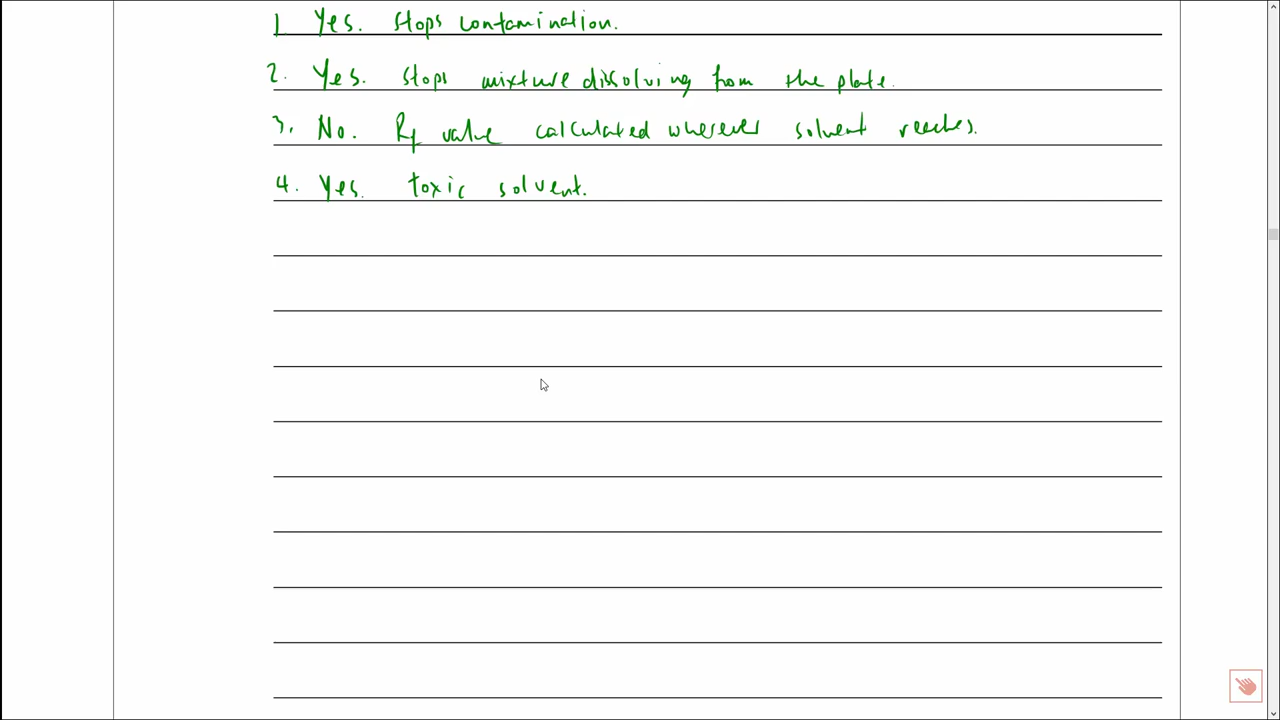 1. Yes. Stops contamination.
2. Yes. Stops mixture dissolving from the plate.
3. No. Rf value calculated wherever solvent reaches.
4. Yes. toxic solvent.